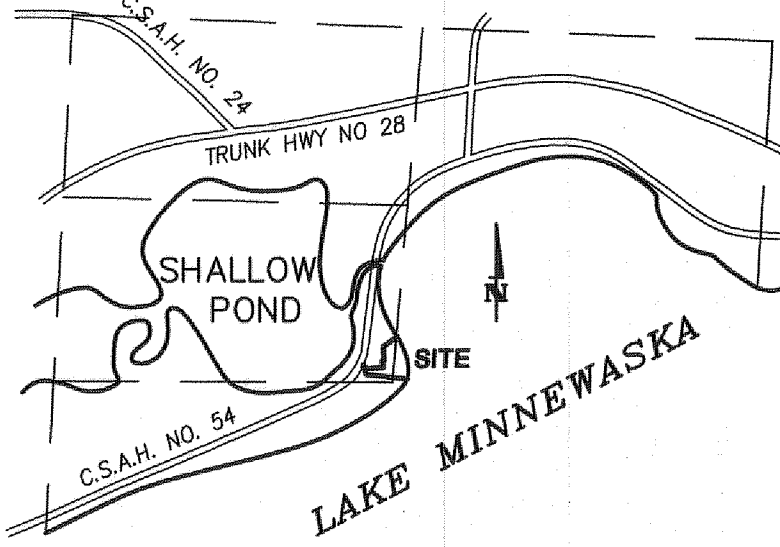 C.S.A.H. NO. 24
TRUNK HWY NO 28
SHALLOW
POND
N
SITE
C.S.A.H. NO. 54
LAKE MINNEWASKA